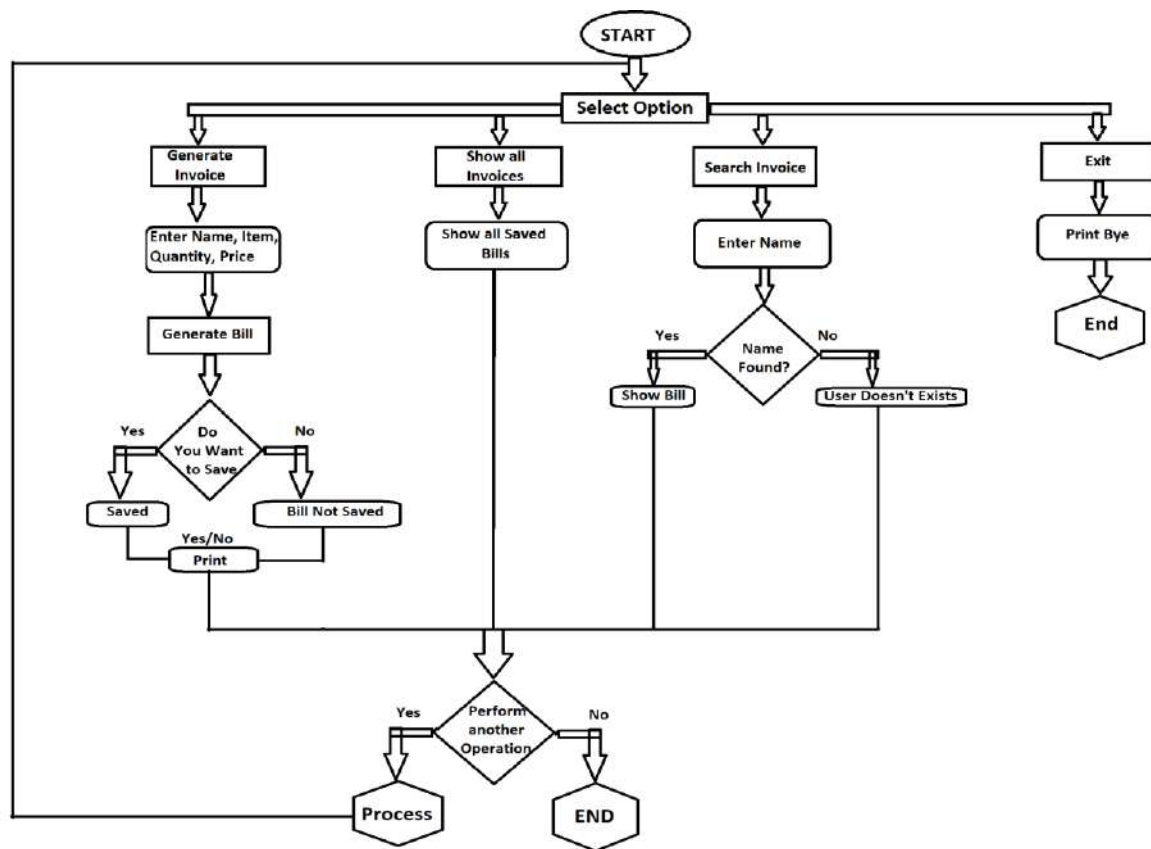 START
Select Option
Generate
Invoice
Show all
Invoices
Search Invoice
Exit
Enter Name, Item,
Quantity, Price
Show all Saved
Bills
Enter Name
Print Bye
Generate Bill
End
Yes
No
Name
Found?
Show Bill
User Doesn't Exists
Yes
No
Do
You Want
to Save
Saved
Bill Not Saved
Yes/No
Print
Yes
No
Perform
another
Operation
Process
END